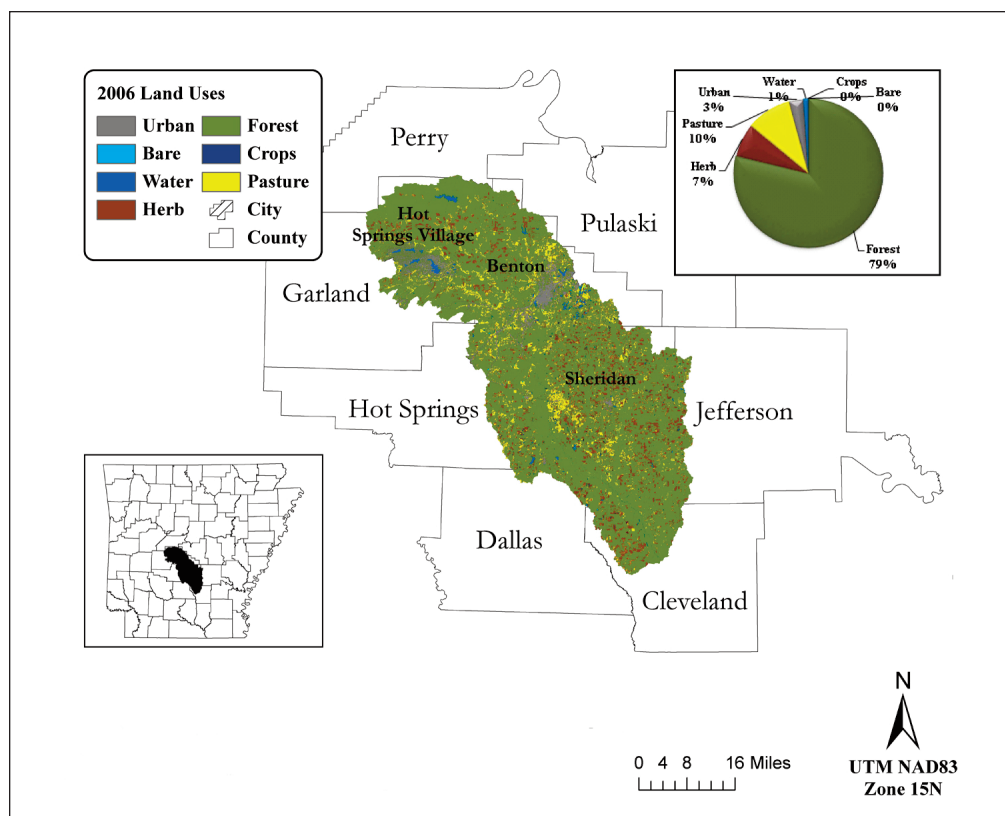 2006 Land Uses
Urban Forest
Bare Crops
Water Pasture
Herb City
County
Water
1%
Crops
0%
Bare
0%
Urban
3%
Pasture
10%
Herb
7%
Forest
79%
Perry
Pulaski
Hot
Springs Village
Benton
Garland
Sheridan
Hot Springs
Jefferson
Dallas
Cleveland
N
0 4 8 16 Miles
UTM NAD83
Zone 15N